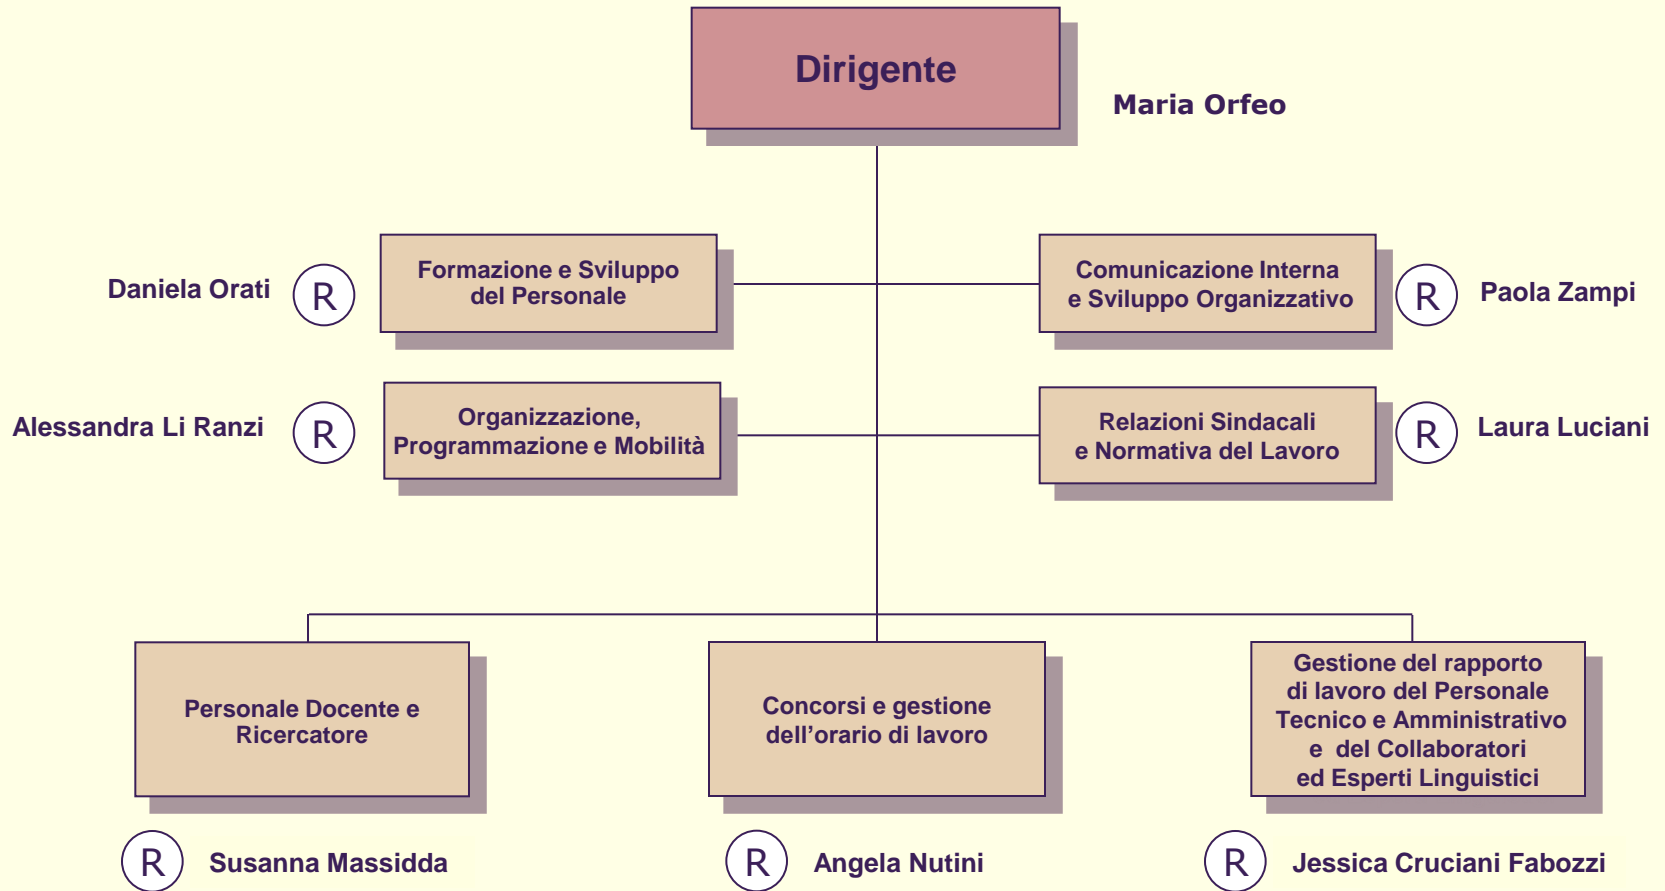 Dirigente
Maria Orfeo
Daniela Orati
R
Formazione e Sviluppo
del Personale
Comunicazione Interna
e Sviluppo Organizzativo
R
Paola Zampi
Alessandra Li Ranzi
R
Organizzazione,
Programmazione e Mobilità
Relazioni Sindacali
e Normativa del Lavoro
R
Laura Luciani
Personale Docente e
Ricercatore
Concorsi e gestione
dell'orario di lavoro
Gestione del rapporto
di lavoro del Personale
Tecnico e Amministrativo
e del Collaboratori
ed Esperti Linguistici
R
Susanna Massidda
R
Angela Nutini
R
Jessica Cruciani Fabozzi